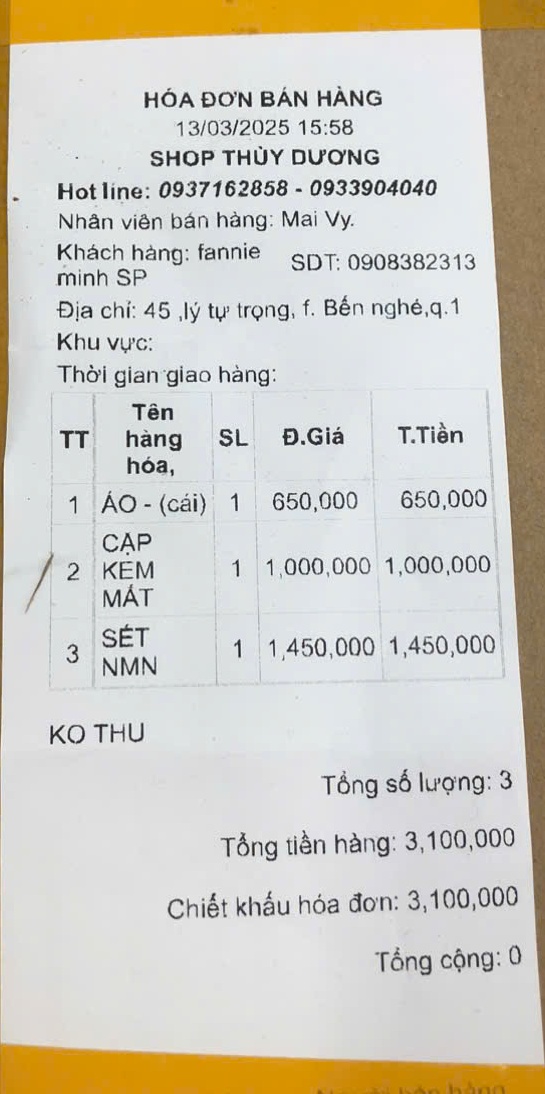 HÓA ĐƠN BÁN HÀNG
13/03/2025 15:58
SHOP THÙY DƯƠNG
Hot line: 0937162858 - 0933904040
Nhân viên bán hàng: Mai Vy.
Khách hàng: fannie minh SP SDT: 0908382313
Địa chỉ: 45 ,lý tự trọng, f. Bến nghé,q.1
Khu vực:
Thời gian giao hàng:
TT Tên hàng hóa, SL Đ.Giá T.Tiền
1 ÁO - (cái) 1 650,000 650,000
2 CẠP KEM MÁT 1 1,000,000 1,000,000
3 SÉT NMN 1 1,450,000 1,450,000
KO THU
Tổng số lượng: 3
Tổng tiền hàng: 3,100,000
Chiết khấu hóa đơn: 3,100,000
Tổng cộng: 0